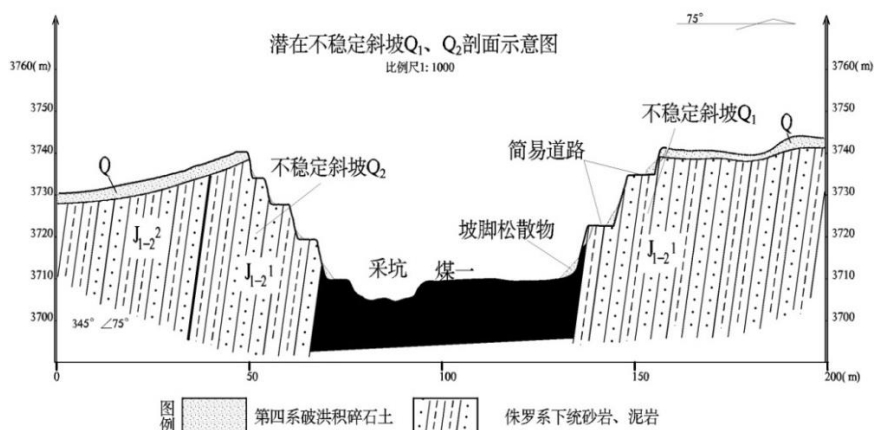 75°
潜在不稳定斜坡Q₁、Q₂剖面示意图
比例尺1: 1000
3760(m)
3760(m)
3750
3750
不稳定斜坡Q₁
Q
简易道路
3740
3740
Q
不稳定斜坡Q₂
3730
3730
坡脚松散物
J₁₋₂²
3720
3720
J₁₋₂¹
J₁₋₂¹
采坑
煤一
3710
3710
3700
3700
345° ∠75°
0
50
100
150
200(m)
图例
第四系破洪积碎石土
侏罗系下统砂岩、泥岩